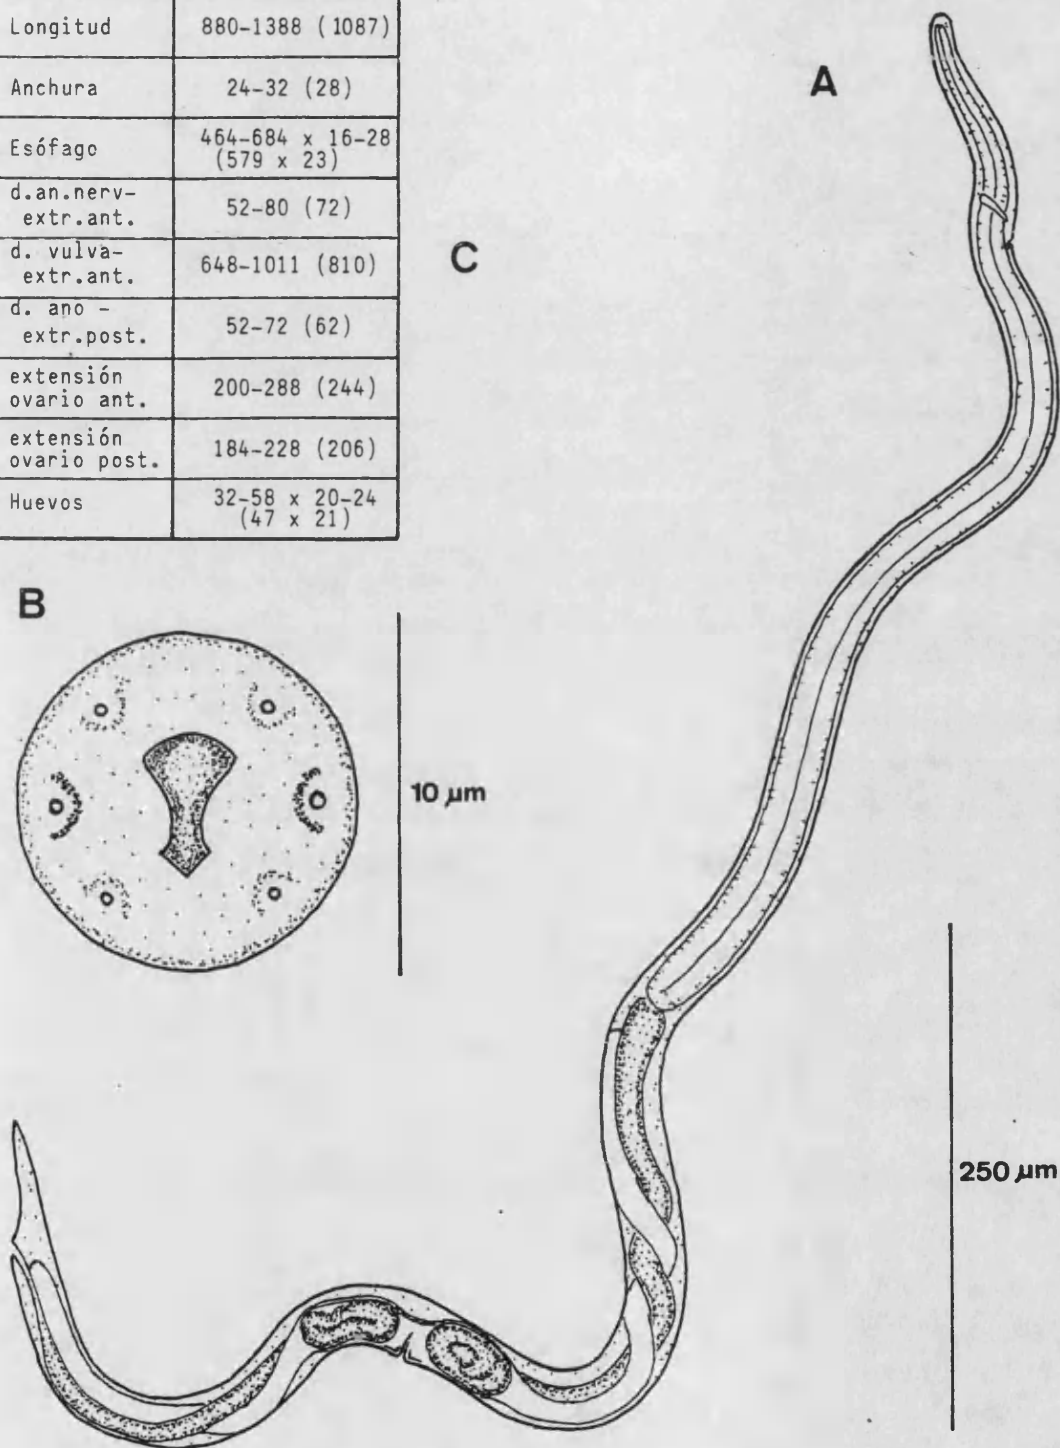 Longitud 880-1388 (1087)
Anchura 24-32 (28)
Esófago 464-684 x 16-28
(579 x 23)
d.an.nerv-
extr.ant. 52-80 (72)
d. vulva-
extr.ant. 648-1011 (810)
d. ano -
extr.post. 52-72 (62)
extensión
ovario ant. 200-288 (244)
extensión
ovario post. 184-228 (206)
Huevos 32-58 x 20-24
(47 x 21)
A
C
B
10 µm
250 µm